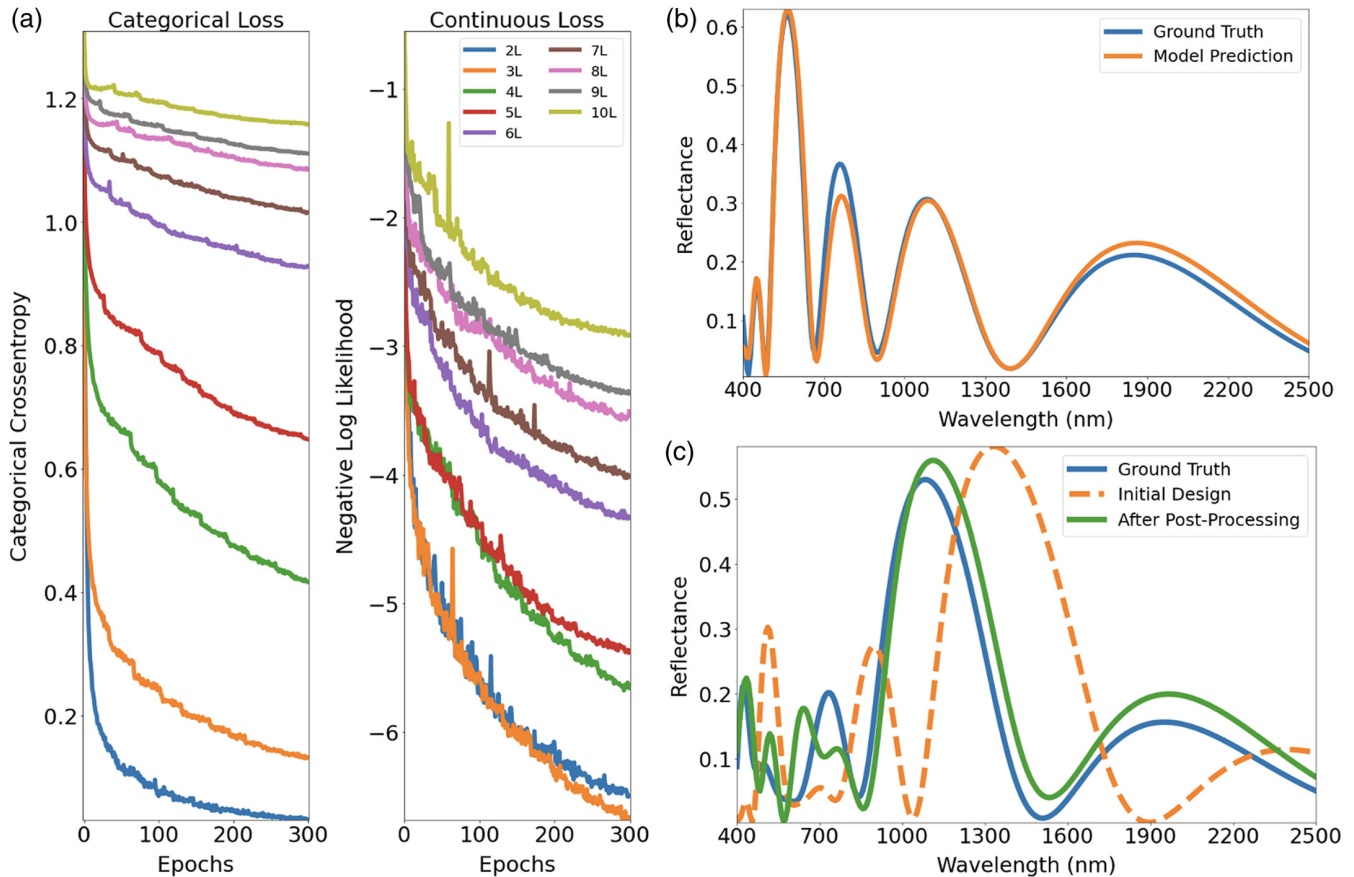 (a)
Categorical Loss
Categorical Crossentropy
1.2
1.0
0.8
0.6
0.4
0.2
0 100 200 300
Epochs
Continuous Loss
Negative Log Likelihood
−1
−2
−3
−4
−5
−6
2L 7L
3L 8L
4L 9L
5L 10L
6L
0 100 200 300
Epochs
(b)
Reflectance
0.6
0.5
0.4
0.3
0.2
0.1
Ground Truth
Model Prediction
400 700 1000 1300 1600 1900 2200 2500
Wavelength (nm)
(c)
Reflectance
0.5
0.4
0.3
0.2
0.1
Ground Truth
Initial Design
After Post-Processing
400 700 1000 1300 1600 1900 2200 2500
Wavelength (nm)